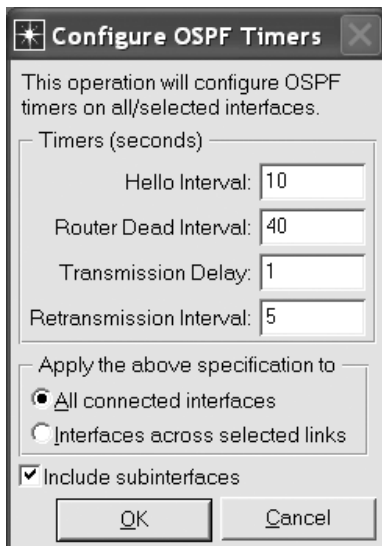 Configure OSPF Timers
This operation will configure OSPF
timers on all/selected interfaces.
Timers (seconds)
Hello Interval: 10
Router Dead Interval: 40
Transmission Delay: 1
Retransmission Interval: 5
Apply the above specification to
All connected interfaces
Interfaces across selected links
Include subinterfaces
OK Cancel